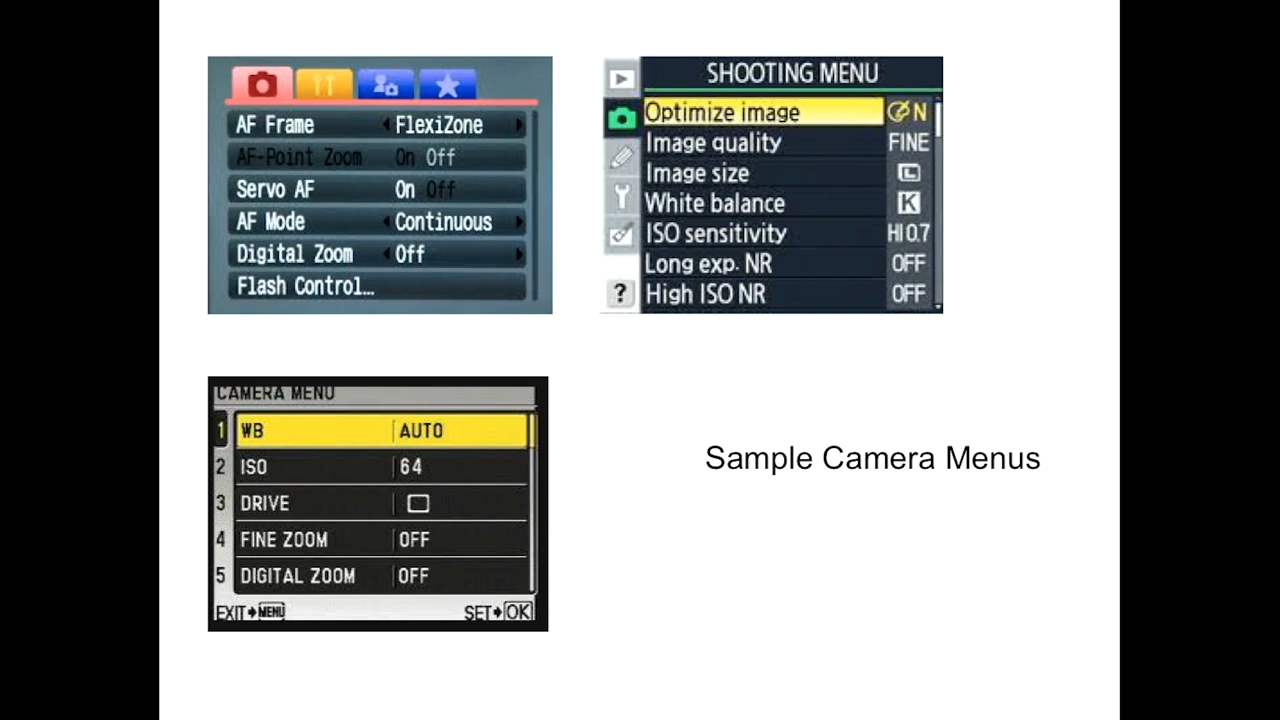 AF Frame FlexiZone
AF-Point Zoom On Off
Servo AF On Off
AF Mode Continuous
Digital Zoom Off
Flash Control...
SHOOTING MENU
Optimize image N
Image quality FINE
Image size L
White balance K
ISO sensitivity HI 0.7
Long exp. NR OFF
High ISO NR OFF
?
CAMERA MENU
1 WB AUTO
2 ISO 64
3 DRIVE
4 FINE ZOOM OFF
5 DIGITAL ZOOM OFF
EXIT MENU SET OK
Sample Camera Menus